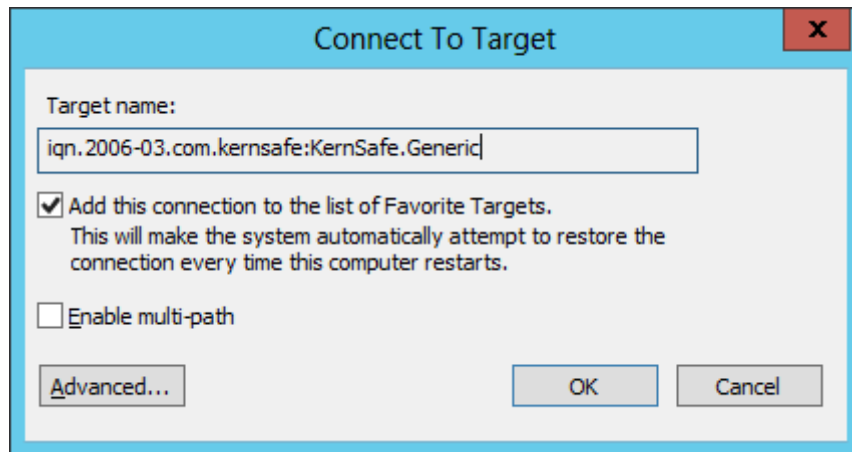 Connect To Target
x
Target name:
iqn.2006-03.com.kernsafe:KernSafe.Generic
Add this connection to the list of Favorite Targets.
This will make the system automatically attempt to restore the
connection every time this computer restarts.
Enable multi-path
Advanced...
OK
Cancel